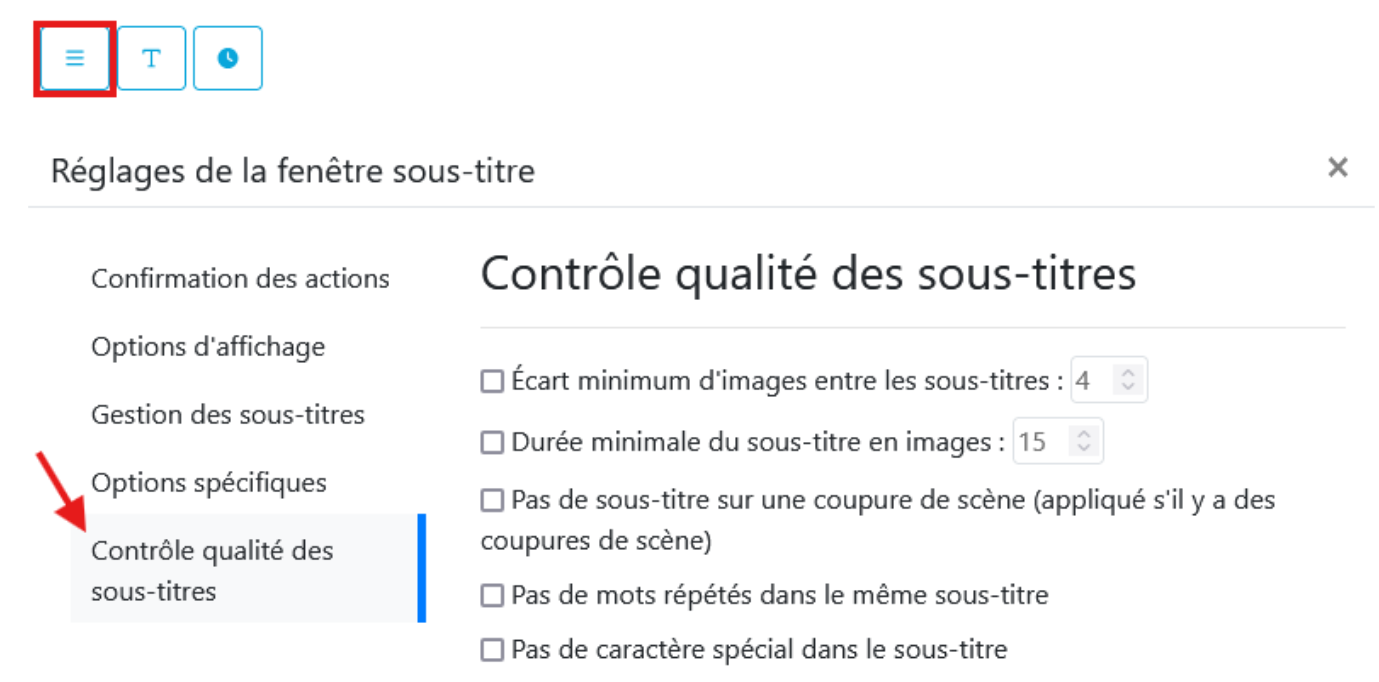 T
Réglages de la fenêtre sous-titre
Confirmation des actions
Options d'affichage
Gestion des sous-titres
Options spécifiques
Contrôle qualité des
sous-titres
Contrôle qualité des sous-titres
Écart minimum d'images entre les sous-titres : 4
Durée minimale du sous-titre en images : 15
Pas de sous-titre sur une coupure de scène (appliqué s'il y a des
coupures de scène)
Pas de mots répétés dans le même sous-titre
Pas de caractère spécial dans le sous-titre